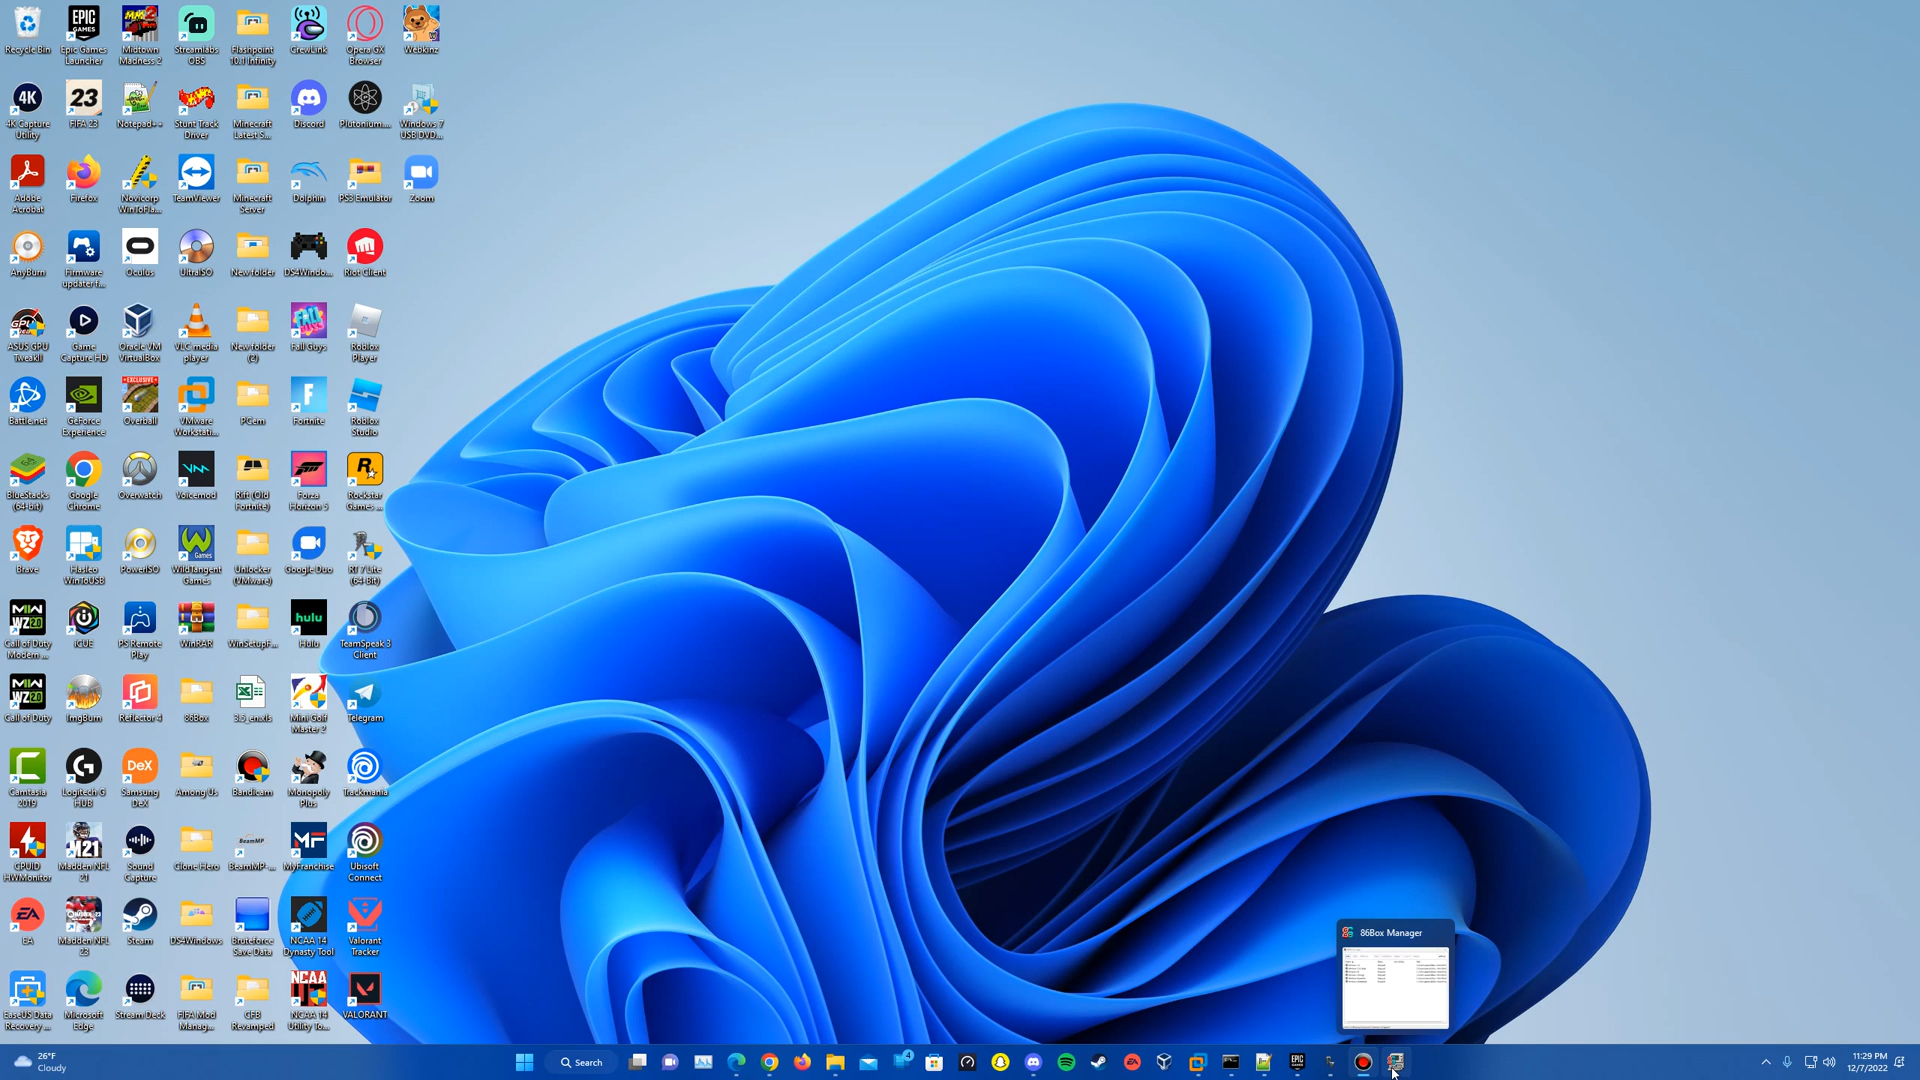 Recycle Bin
Epic Games Launcher
Midtown Madness 2
Streamlabs OBS
Flashpoint 10.1 Infinity
CrewLink
Opera GX Browser
Webkinz
4K Capture Utility
FIFA 23
Notepad++
Stunt Track Driver
Minecraft Latest S...
Discord
Plutonium....
Windows 7 USB DVD...
Adobe Acrobat
Firefox
Novicorp WinToFla...
TeamViewer
Minecraft Server
Dolphin
PS3 Emulator
Zoom
AnyBurn
Firmware updater f...
Oculus
UltraISO
New folder
DS4Windo...
Riot Client
ASUS GPU TweakII
Game Capture HD
Oracle VM VirtualBox
VLC media player
New folder (2)
Fall Guys
Roblox Player
Battle.net
GeForce Experience
Overball
VMware Workstati...
PCem
Fortnite
Roblox Studio
BlueStacks (64-bit)
Google Chrome
Overwatch
Voicemod
Rift (Old Fortnite)
Forza Horizon 5
Rockstar Games ...
Brave
Hasleo WinToUSB
PowerISO
WildTangent Games
Unlocker (VMware)
Google Duo
RT 7 Lite (64-Bit)
Call of Duty Modern ...
iCUE
PS Remote Play
WinRAR
WinSetupF...
Hulu
TeamSpeak 3 Client
Call of Duty
ImgBurn
Reflector 4
86Box
3.5_en.xls
Mini Golf Master 2
Telegram
Camtasia 2019
Logitech G HUB
Samsung DeX
Among Us
Bandicam
Monopoly Plus
Trackmania
CPUID HWMonitor
Madden NFL 21
Sound Capture
Clone Hero
BeamMP-...
MyFranchise
Ubisoft Connect
EA
Madden NFL 23
Steam
DS4Windows
Bruteforce Save Data
NCAA 14 Dynasty Tool
Valorant Tracker
EaseUS Data Recovery ...
Microsoft Edge
Stream Deck
FIFA Mod Manag...
CFB Revamped
NCAA 14 Utility To...
VALORANT
86Box Manager
26°F
Cloudy
Search
4
11:29 PM
12/7/2022